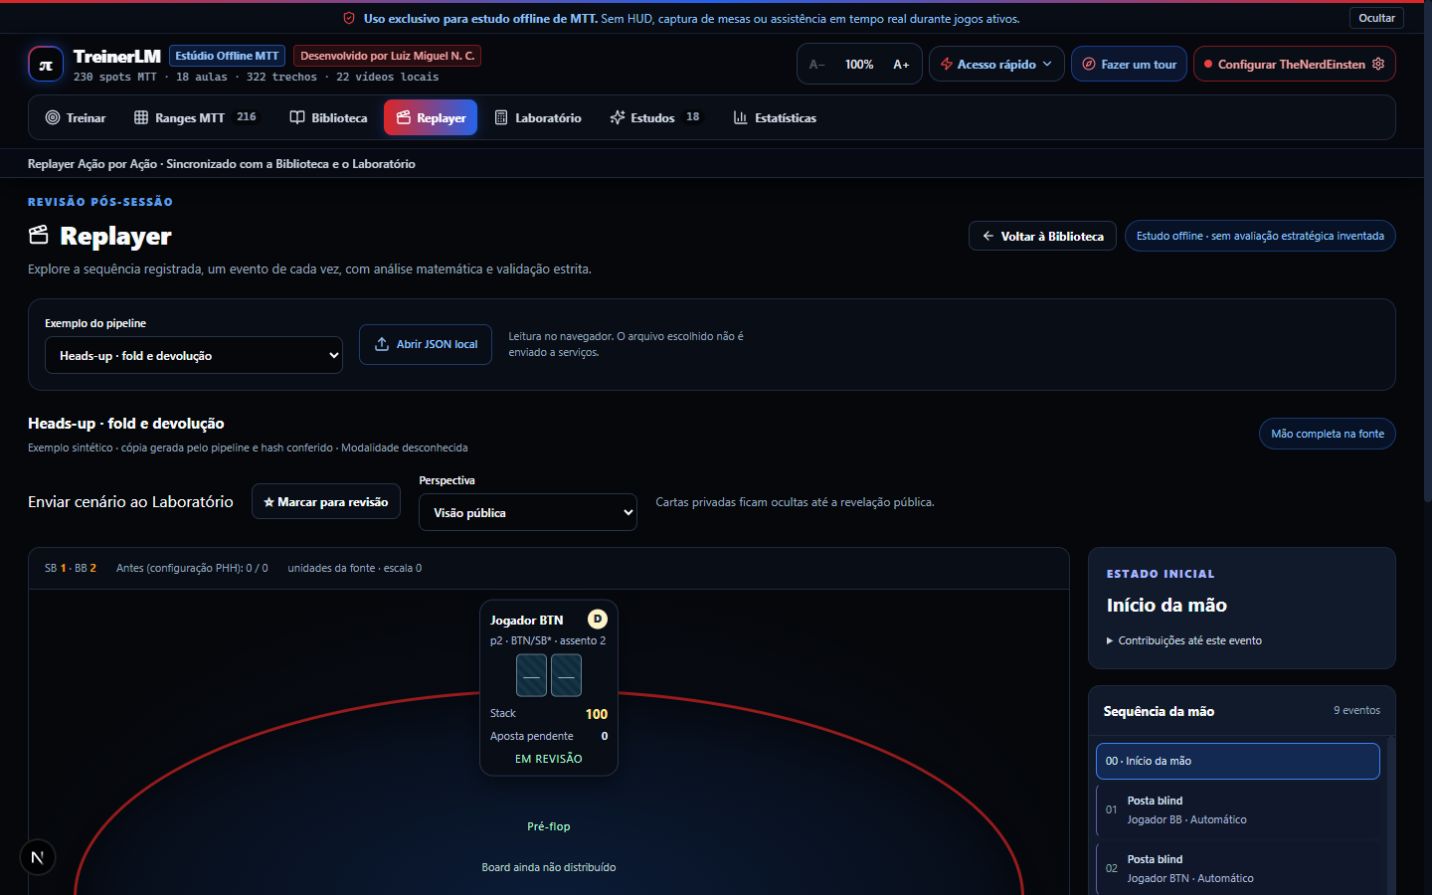 Uso exclusivo para estudo offline de MTT. Sem HUD, captura de mesas ou assistência em tempo real durante jogos ativos.
Ocultar
π
TreinerLM
Estúdio Offline MTT
Desenvolvido por Luiz Miguel N. C.
230 spots MTT · 18 aulas · 322 trechos · 22 vídeos locais
A−
100%
A+
Acesso rápido
Fazer um tour
Configurar TheNerdEinsten
Treinar
Ranges MTT 216
Biblioteca
Replayer
Laboratório
Estudos 18
Estatísticas
Replayer Ação por Ação · Sincronizado com a Biblioteca e o Laboratório
REVISÃO PÓS-SESSÃO
Replayer
Voltar à Biblioteca
Estudo offline · sem avaliação estratégica inventada
Explore a sequência registrada, um evento de cada vez, com análise matemática e validação estrita.
Exemplo do pipeline
Heads-up · fold e devolução
Abrir JSON local
Leitura no navegador. O arquivo escolhido não é
enviado a serviços.
Heads-up · fold e devolução
Exemplo sintético · cópia gerada pelo pipeline e hash conferido · Modalidade desconhecida
Mão completa na fonte
Enviar cenário ao Laboratório
☆ Marcar para revisão
Perspectiva
Visão pública
Cartas privadas ficam ocultas até a revelação pública.
SB 1 · BB 2
Antes (configuração PHH): 0 / 0
unidades da fonte · escala 0
Jogador BTN
D
p2 · BTN/SB* · assento 2
— —
Stack 100
Aposta pendente 0
EM REVISÃO
Pré-flop
Board ainda não distribuído
ESTADO INICIAL
Início da mão
▶ Contribuições até este evento
Sequência da mão
9 eventos
00 · Início da mão
01
Posta blind
Jogador BB · Automático
02
Posta blind
Jogador BTN · Automático
N